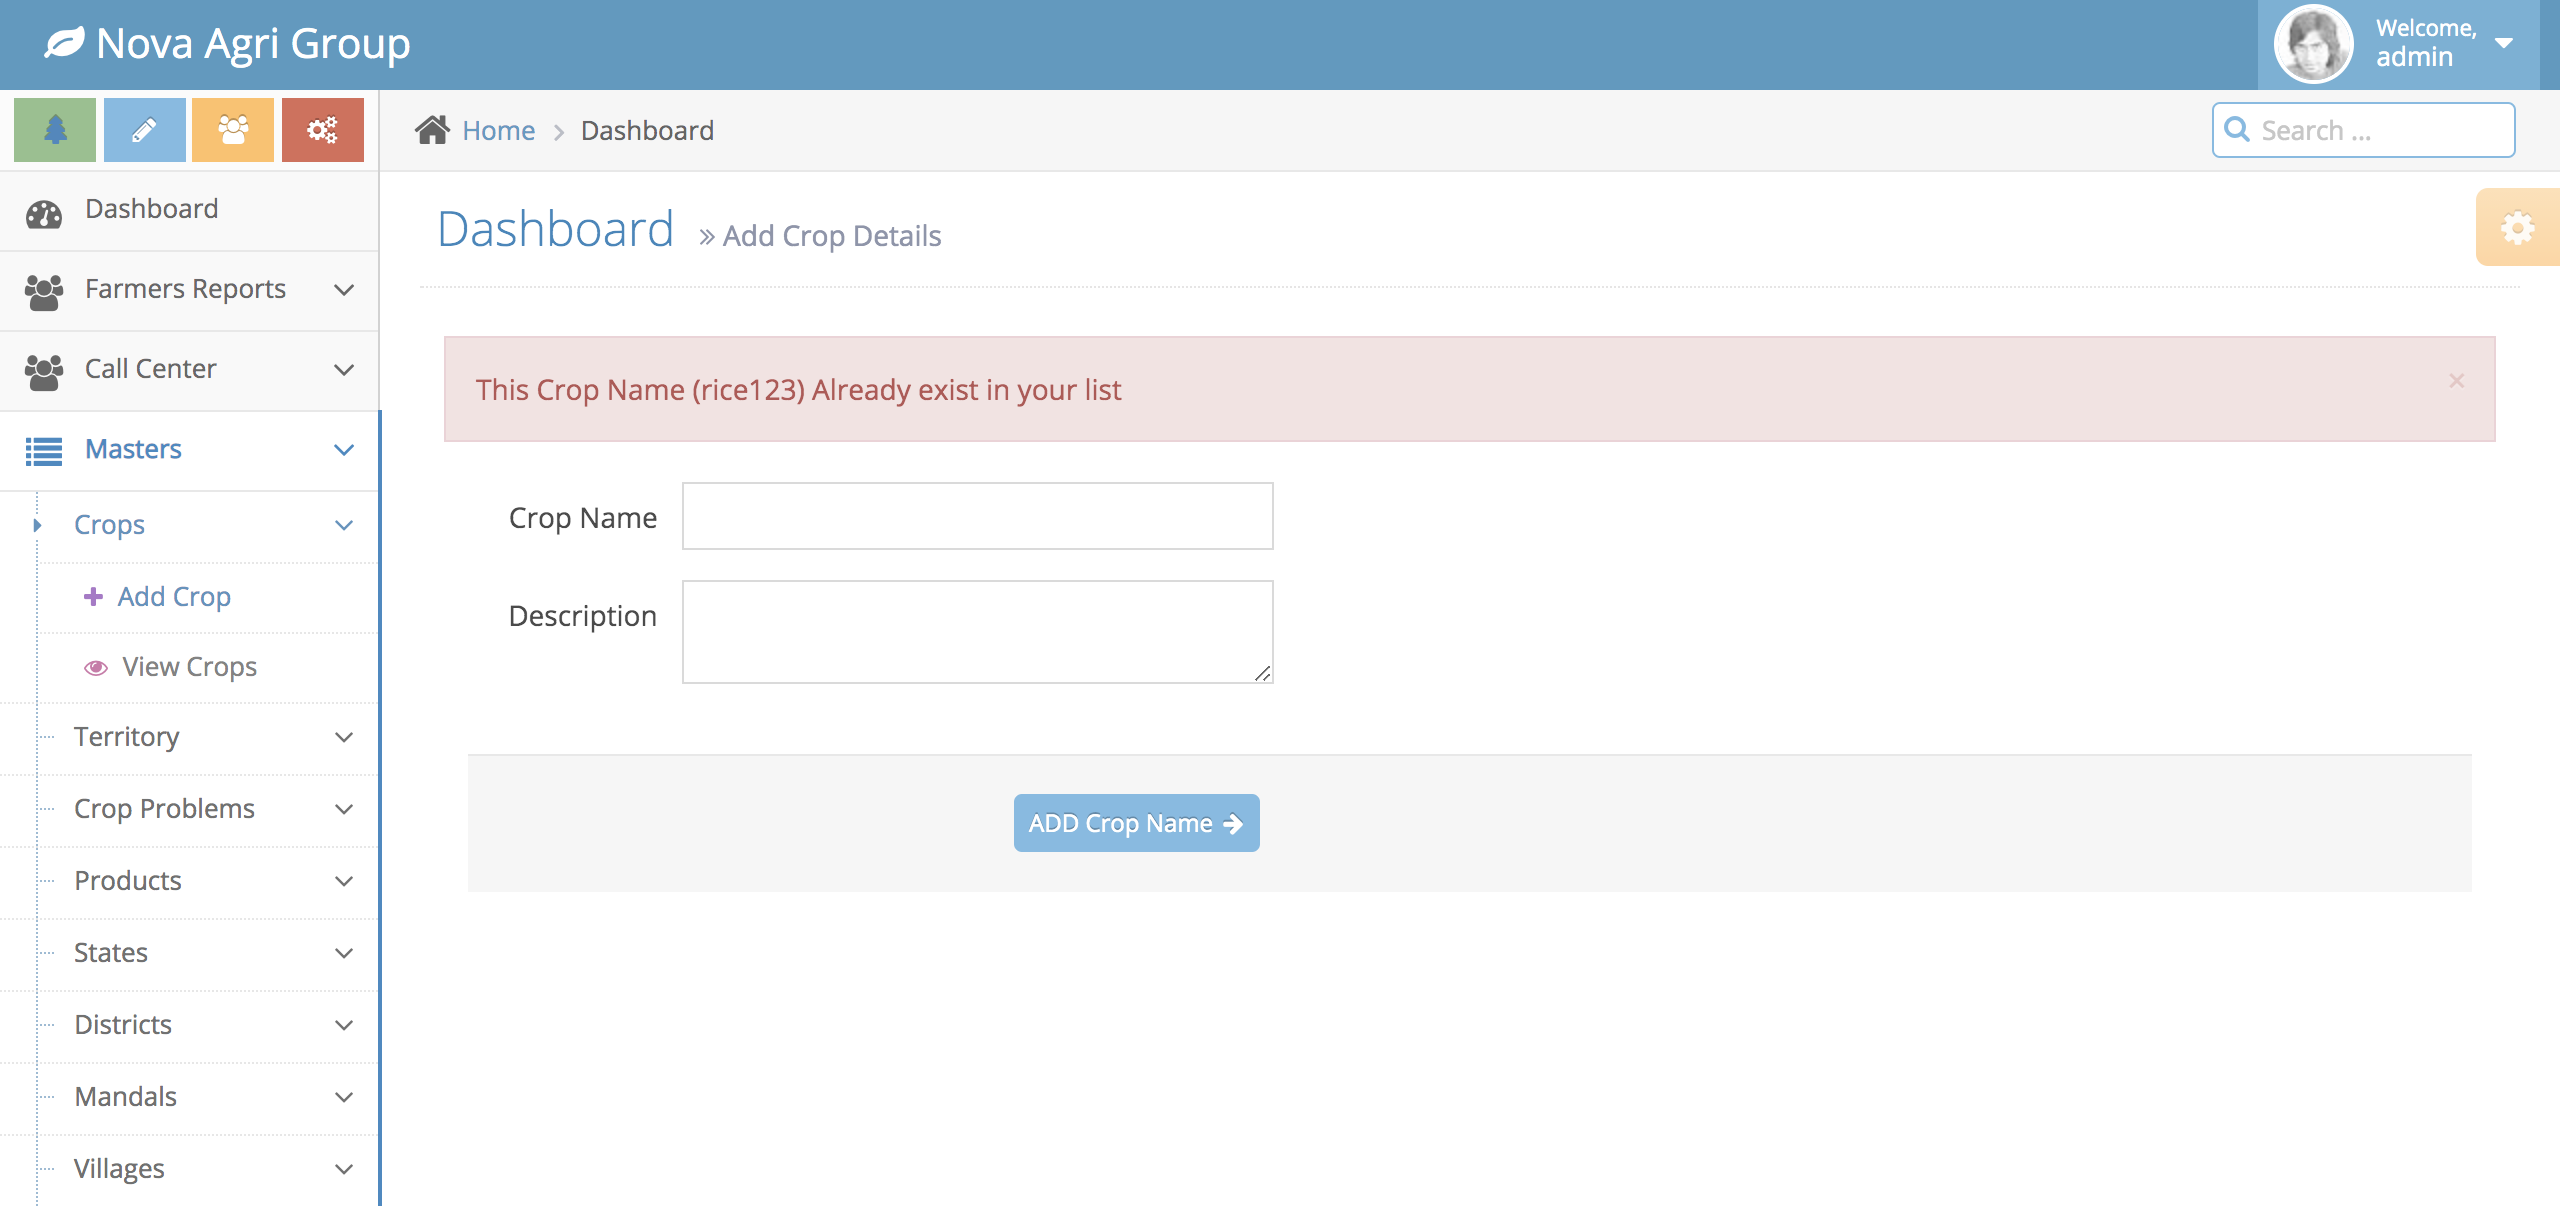 Nova Agri Group
Welcome,
admin
Home
Dashboard
Search ...
Dashboard
Farmers Reports
Call Center
Masters
Crops
Add Crop
View Crops
Territory
Crop Problems
Products
States
Districts
Mandals
Villages
Dashboard » Add Crop Details
This Crop Name (rice123) Already exist in your list
×
Crop Name
Description
ADD Crop Name